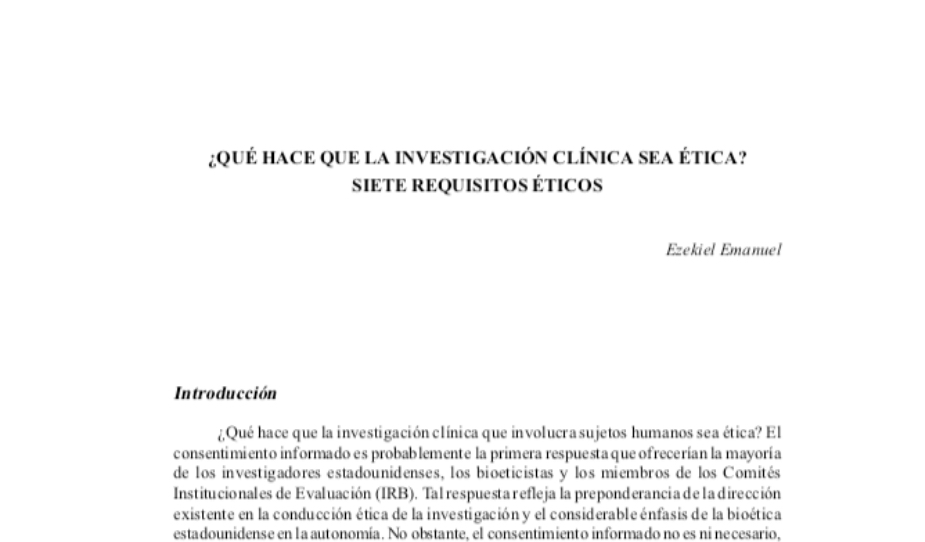 ¿QUÉ HACE QUE LA INVESTIGACIÓN CLÍNICA SEA ÉTICA?
SIETE REQUISITOS ÉTICOS
Ezekiel Emanuel
Introducción
¿Qué hace que la investigación clínica que involucra sujetos humanos sea ética? El
consentimiento informado es probablemente la primera respuesta que ofrecerían la mayoría
de los investigadores estadounidenses, los bioeticistas y los miembros de los Comités
Institucionales de Evaluación (IRB). Tal respuesta refleja la preponderancia de la dirección
existente en la conducción ética de la investigación y el considerable énfasis de la bioética
estadounidense en la autonomía. No obstante, el consentimiento informado no es ni necesario,